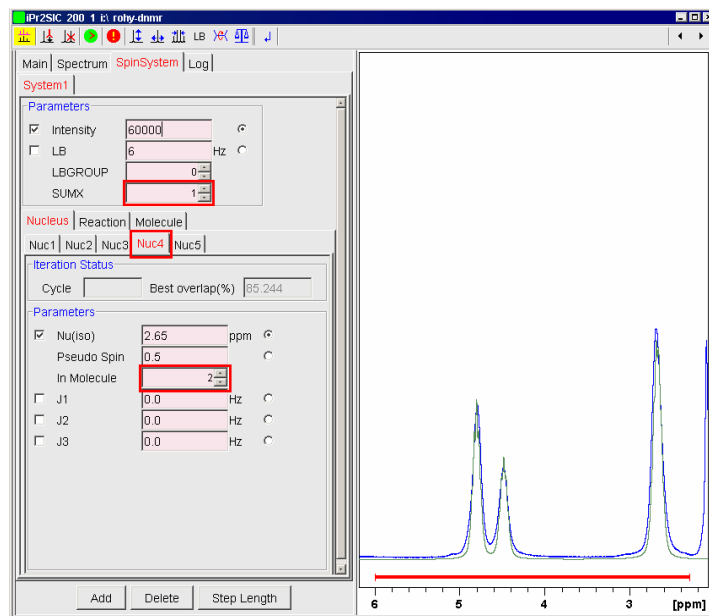 iPr2SIC 200 1 i:\ rohy-dnmr
LB
Main Spectrum SpinSystem Log
System1
Parameters
Intensity 60000
LB 6 Hz
LBGROUP 0
SUMX 1
Nucleus Reaction Molecule
Nuc1 Nuc2 Nuc3 Nuc4 Nuc5
Iteration Status
Cycle Best overlap(%) 85.244
Parameters
Nu(iso) 2.65 ppm
Pseudo Spin 0.5
In Molecule 2
J1 0.0 Hz
J2 0.0 Hz
J3 0.0 Hz
Add Delete Step Length
6 5 4 3 [ppm]